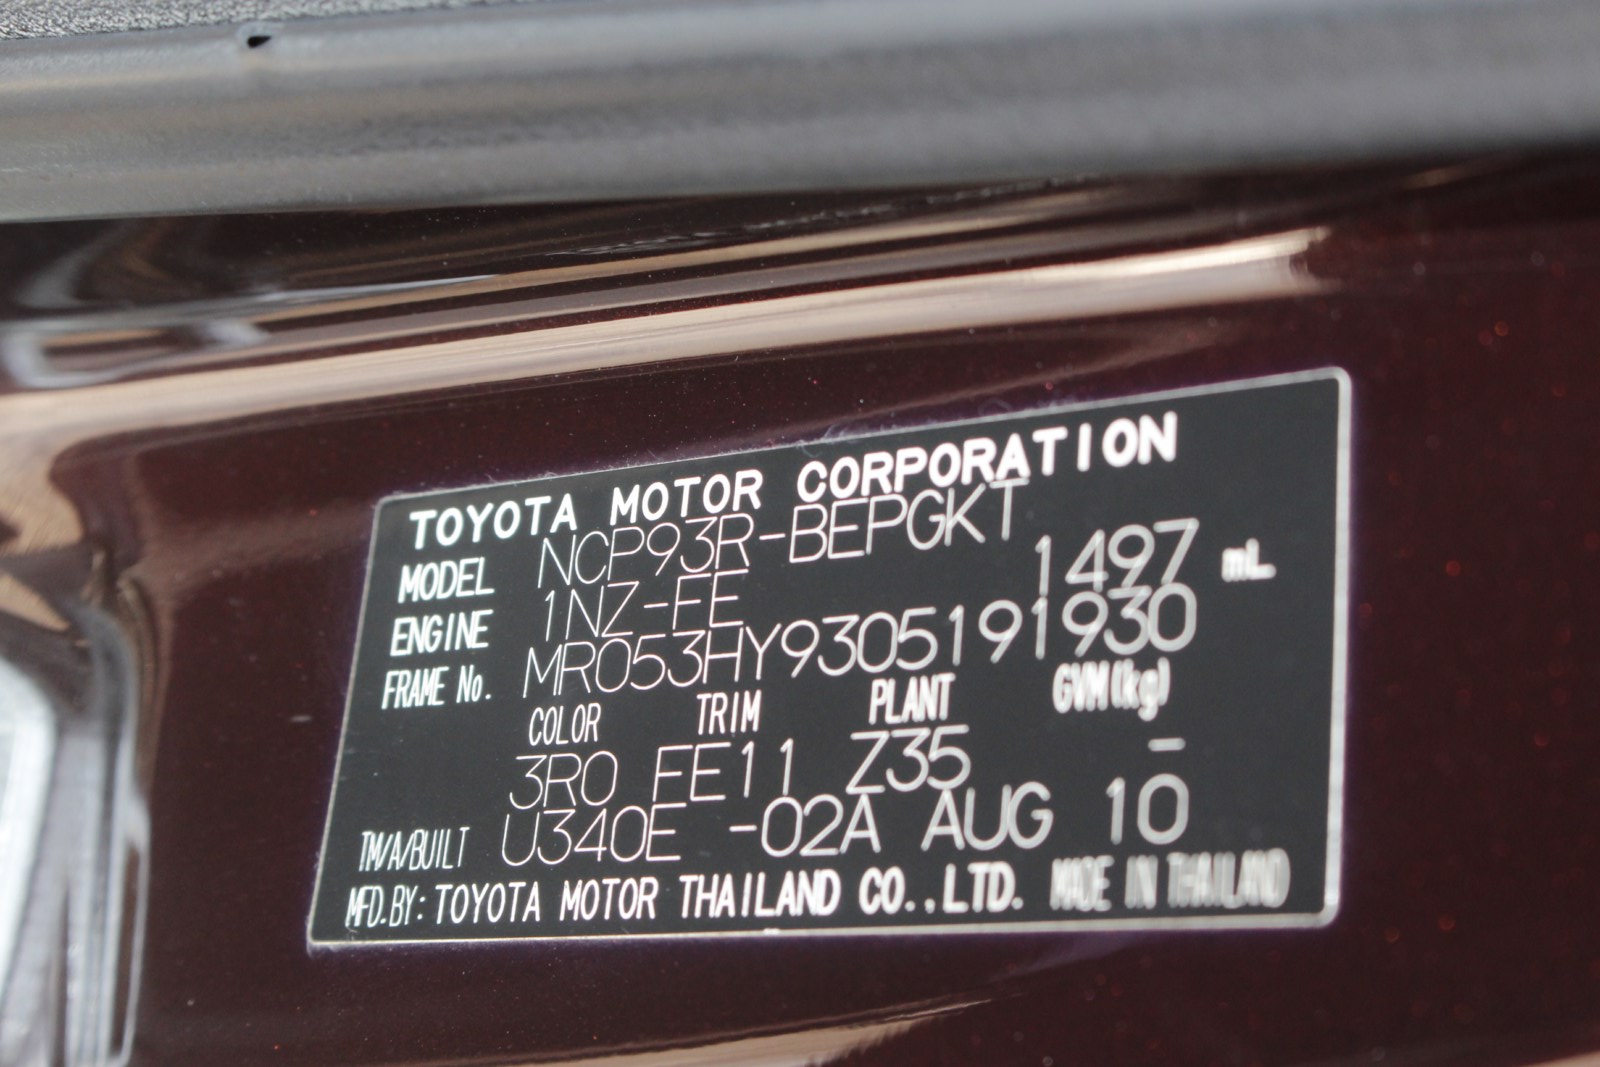 TOYOTA MOTOR CORPORATION
MODEL NCP93R-BEPGKT
ENGINE 1NZ-FE 1497 mL
FRAME No. MR053HY9305191930
COLOR TRIM PLANT GVM(kg)
3R0 FE11 Z35 -
TM/A/BUILT U340E -02A AUG 10
MFD.BY: TOYOTA MOTOR THAILAND CO.,LTD. MADE IN THAILAND